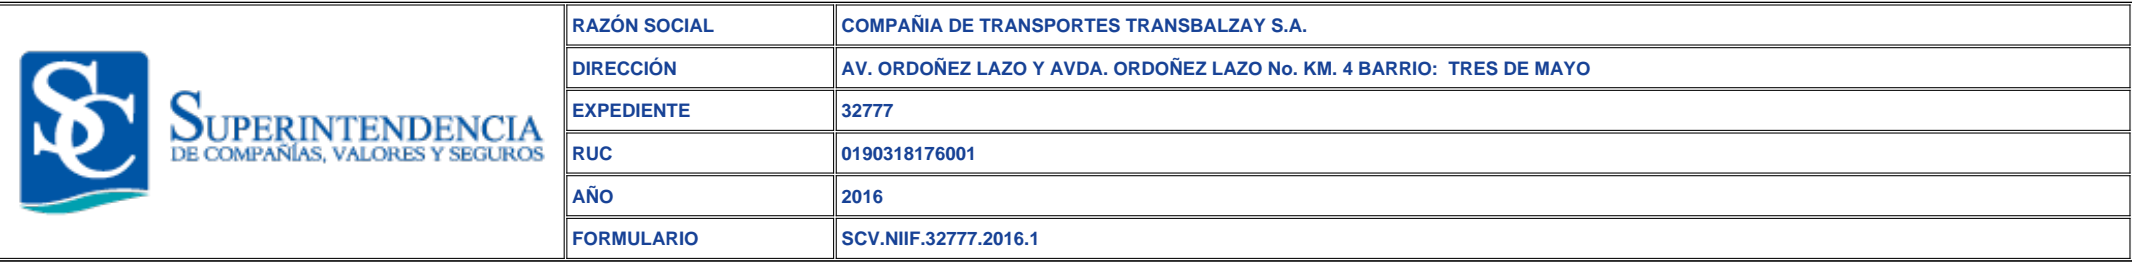 SC
SUPERINTENDENCIA
DE COMPAÑÍAS, VALORES Y SEGUROS
RAZÓN SOCIAL COMPAÑIA DE TRANSPORTES TRANSBALZAY S.A.
DIRECCIÓN AV. ORDOÑEZ LAZO Y AVDA. ORDOÑEZ LAZO No. KM. 4 BARRIO: TRES DE MAYO
EXPEDIENTE 32777
RUC 0190318176001
AÑO 2016
FORMULARIO SCV.NIIF.32777.2016.1